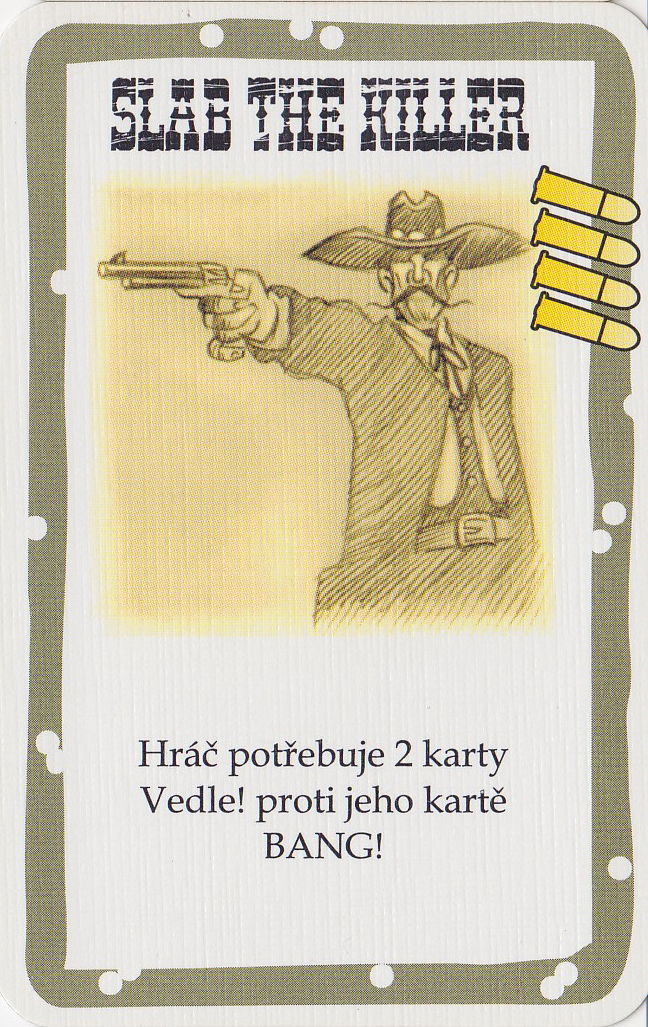 SLAB THE KILLER
Hráč potřebuje 2 karty
Vedle! proti jeho kartě
BANG!